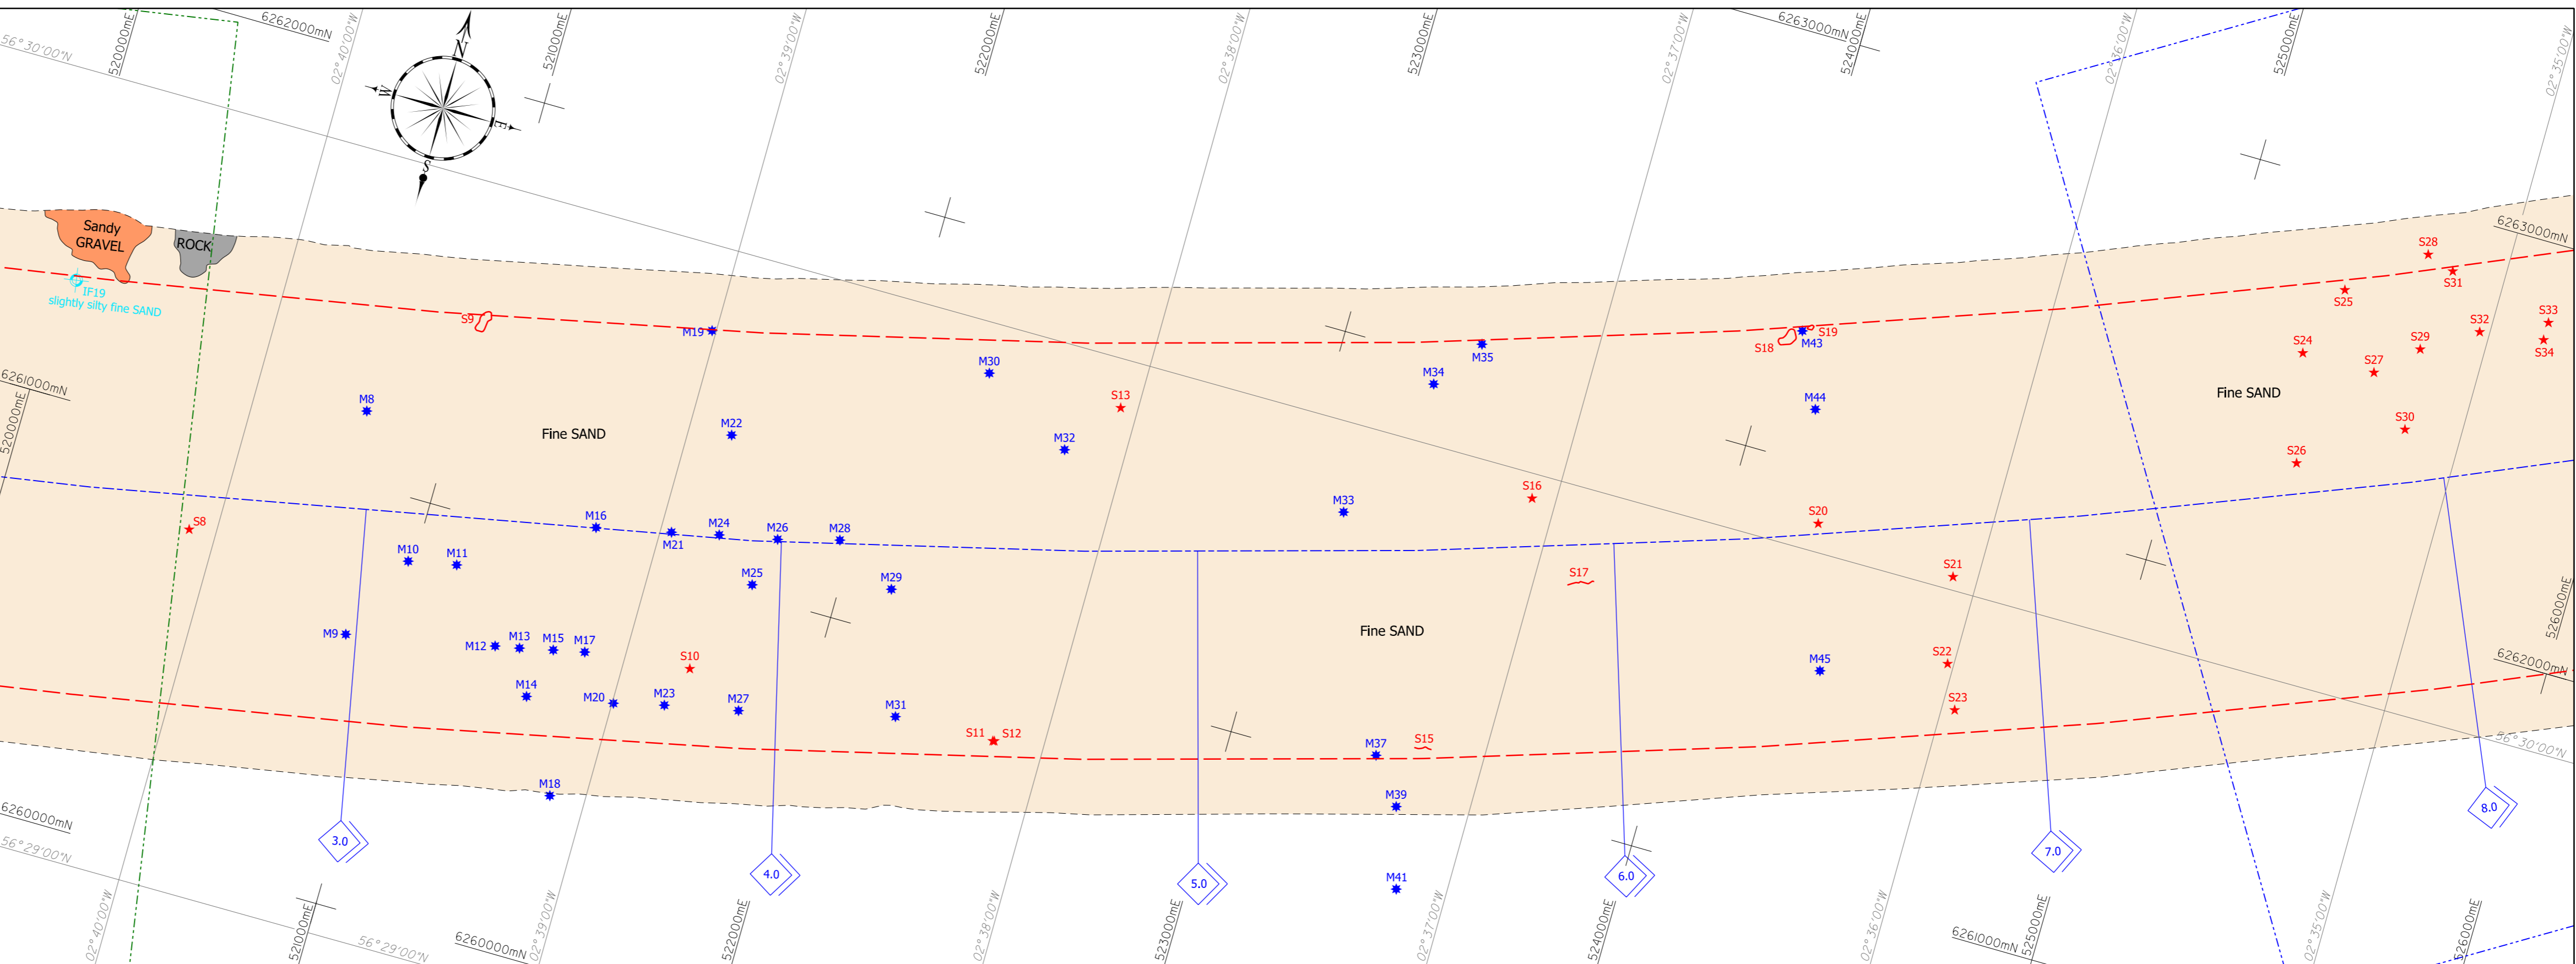 56°30'00"N
520000mE
6262000mN
02°40'00"W
N
W
E
S
521000mE
02°39'00"W
522000mE
02°38'00"W
523000mE
02°37'00"W
6263000mN
524000mE
02°36'00"W
525000mE
02°35'00"W
Sandy
GRAVEL
ROCK
IF19
slightly silty fine SAND
6263000mN
S28
S31
S25
S33
S32
S34
S29
S24
S27
S30
S26
S9
M19
M30
M35
M34
S18
S19
M43
M44
S13
M8
M22
M32
Fine SAND
Fine SAND
6261000mN
520000mE
S8
M16
M21
M24
M26
M28
M33
S16
S20
M10
M11
M25
M29
S17
S21
526000mE
M9
M12
M13
M15
M17
S10
Fine SAND
M45
S22
6262000mN
M14
M20
M23
M27
M31
S11
S12
M37
S15
S23
56°30'00"N
M18
M39
6260000mN
56°29'00"N
3.0
4.0
5.0
6.0
7.0
8.0
M41
02°40'00"W
521000mE
56°29'00"N
6260000mN
02°39'00"W
522000mE
02°38'00"W
523000mE
02°37'00"W
524000mE
02°36'00"W
6261000mN
525000mE
02°35'00"W
526000mE